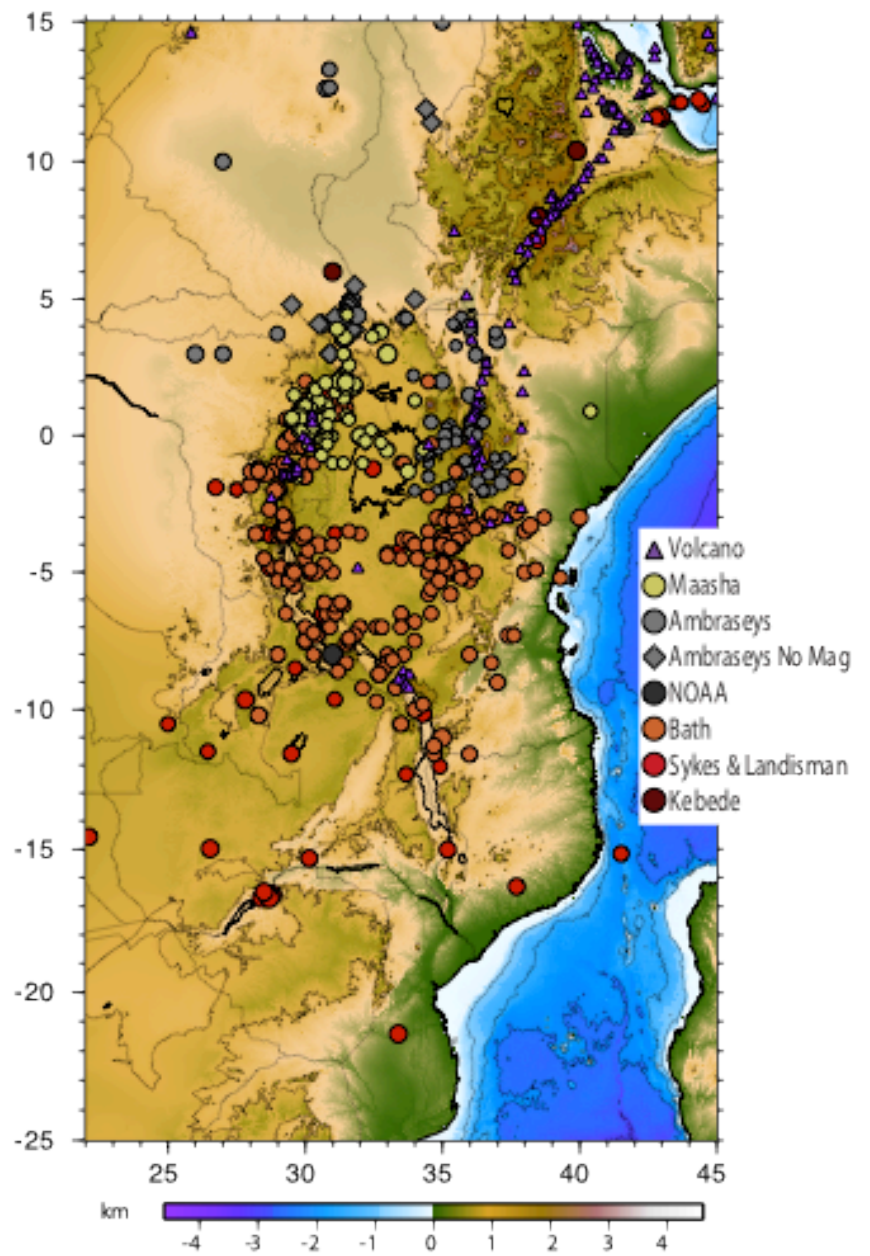 15
10
5
0
-5
-10
-15
-20
-25
Volcano
Maasha
Ambraseys
Ambraseys No Mag
NOAA
Bath
Sykes & Landisman
Kebede
25 30 35 40 45
km
-4 -3 -2 -1 0 1 2 3 4